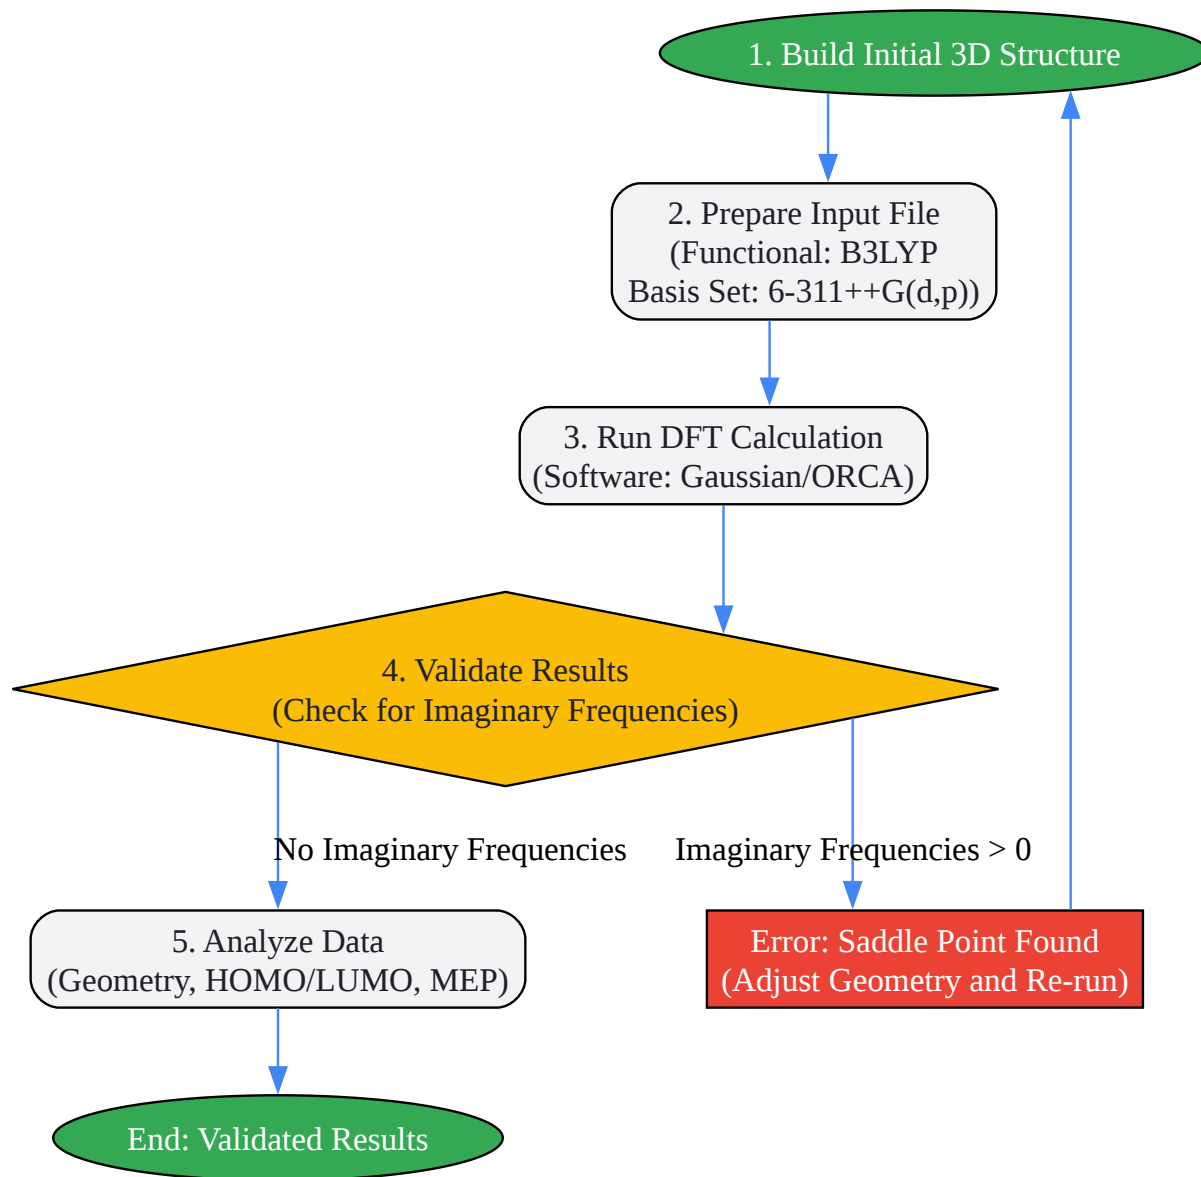 1. Build Initial 3D Structure
2. Prepare Input File
(Functional: B3LYP
Basis Set: 6-311++G(d,p))
3. Run DFT Calculation
(Software: Gaussian/ORCA)
4. Validate Results
(Check for Imaginary Frequencies)
No Imaginary Frequencies
Imaginary Frequencies > 0
5. Analyze Data
(Geometry, HOMO/LUMO, MEP)
Error: Saddle Point Found
(Adjust Geometry and Re-run)
End: Validated Results